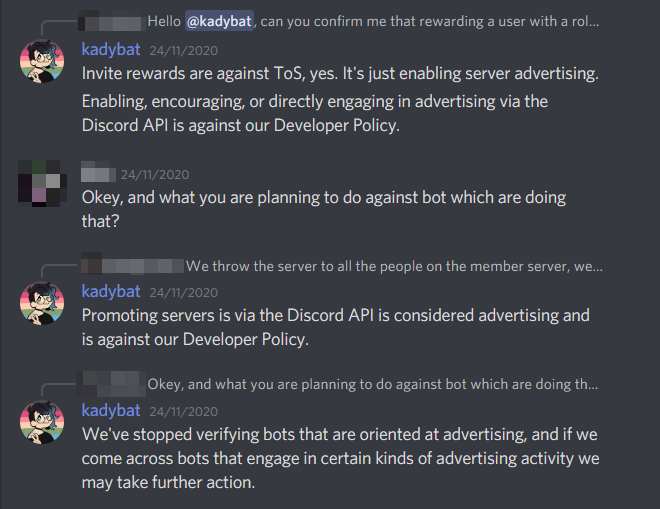 Hello @kadybat, can you confirm me that rewarding a user with a rol...
kadybat 24/11/2020
Invite rewards are against ToS, yes. It's just enabling server advertising.
Enabling, encouraging, or directly engaging in advertising via the
Discord API is against our Developer Policy.
24/11/2020
Okey, and what you are planning to do against bot which are doing
that?
We throw the server to all the people on the member server, we...
kadybat 24/11/2020
Promoting servers is via the Discord API is considered advertising and
is against our Developer Policy.
Okey, and what you are planning to do against bot which are doing th...
kadybat 24/11/2020
We've stopped verifying bots that are oriented at advertising, and if we
come across bots that engage in certain kinds of advertising activity we
may take further action.